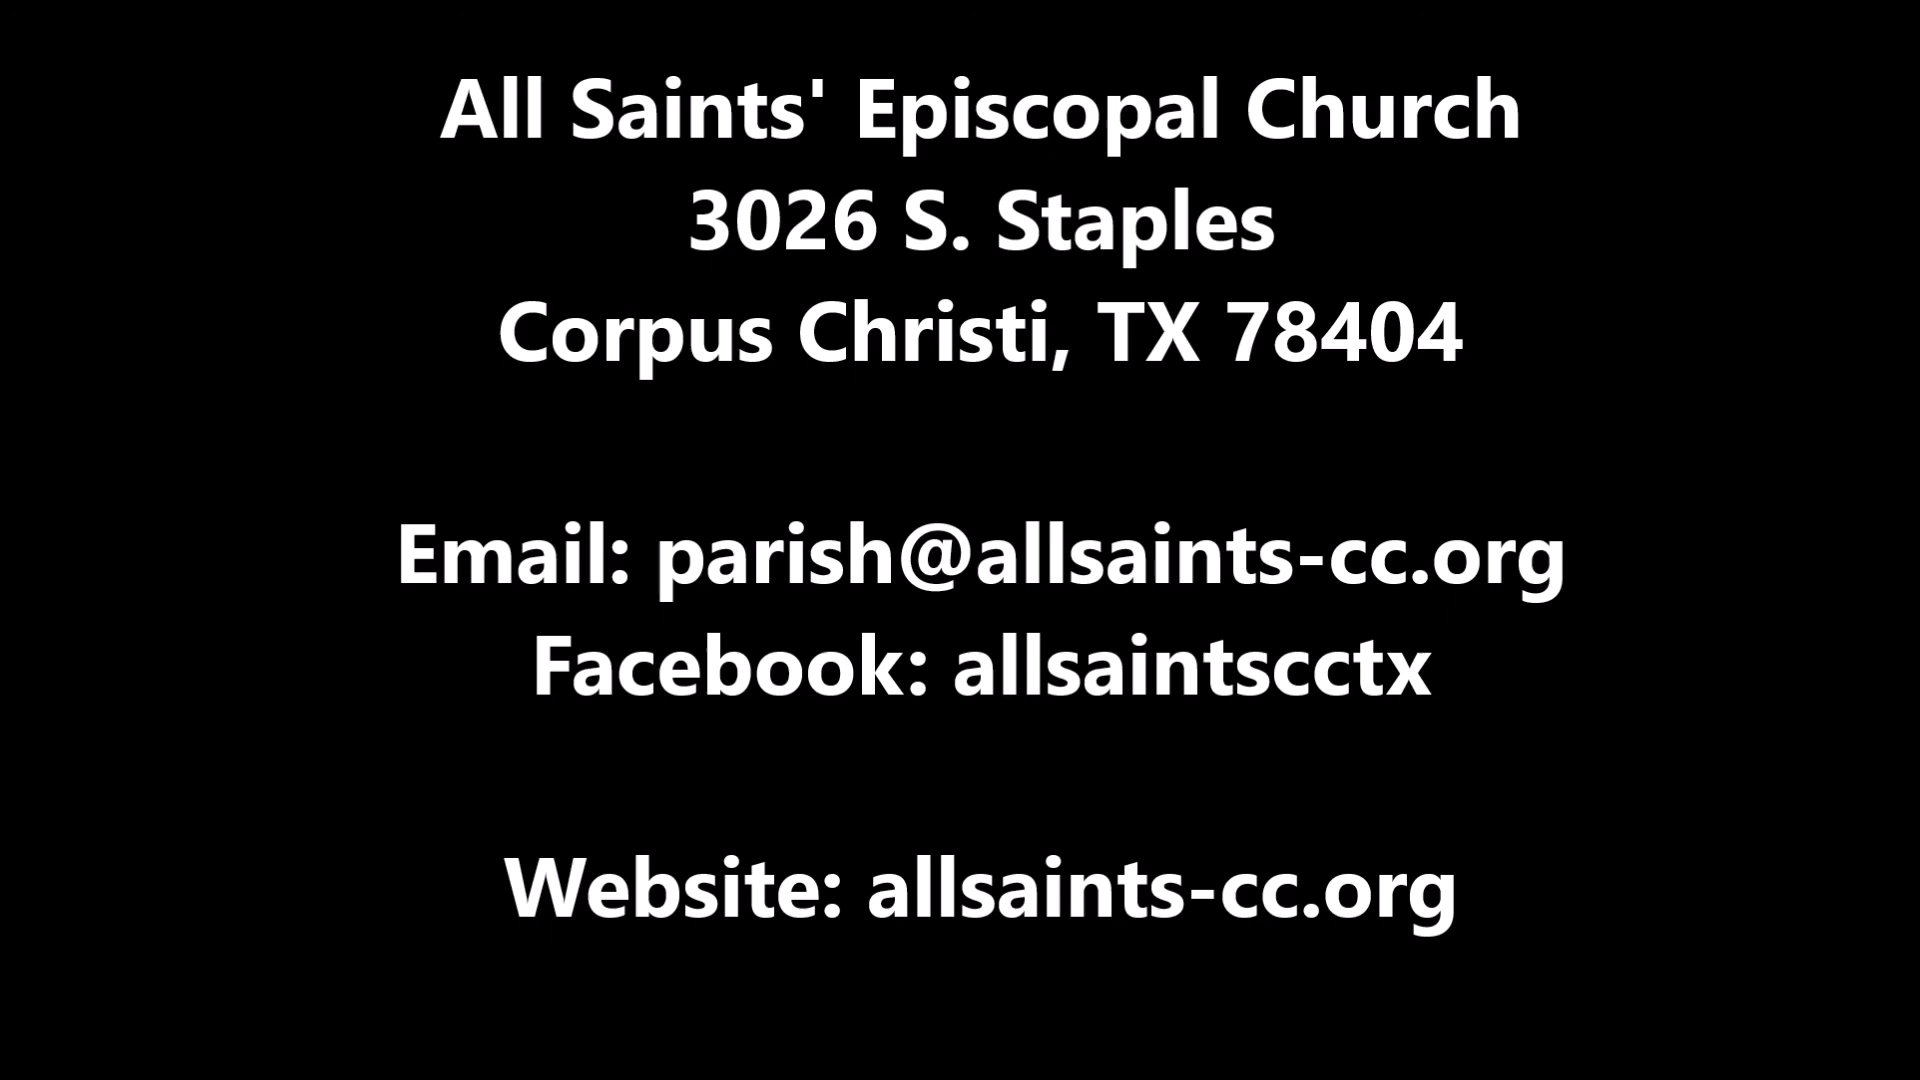 All Saints' Episcopal Church
3026 S. Staples
Corpus Christi, TX 78404
Email: parish@allsaints-cc.org
Facebook: allsaintscctx
Website: allsaints-cc.org